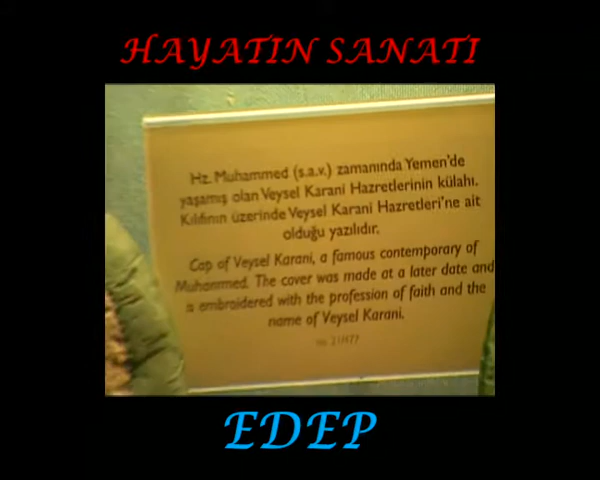 HAYATIN SANATI
Hz. Muhammed (s.a.v.) zamanında Yemen'de
yaşamış olan Veysel Karani Hazretlerinin külahı.
Kılıfının üzerinde Veysel Karani Hazretleri'ne ait
olduğu yazılıdır.
Cap of Veysel Karani, a famous contemporary of
Muhammed. The cover was made at a later date and
is embroidered with the profession of faith and the
name of Veysel Karani.
EDEP